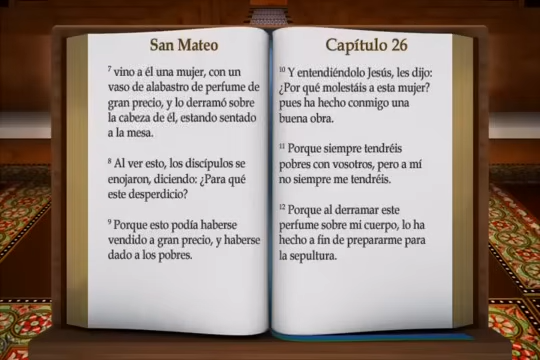 San Mateo
7 vino a él una mujer, con un
vaso de alabastro de perfume de
gran precio, y lo derramó sobre
la cabeza de él, estando sentado
a la mesa.
8 Al ver esto, los discípulos se
enojaron, diciendo: ¿Para qué
este desperdicio?
9 Porque esto podía haberse
vendido a gran precio, y haberse
dado a los pobres.
Capítulo 26
10 Y entendiéndolo Jesús, les dijo:
¿Por qué molestáis a esta mujer?
pues ha hecho conmigo una
buena obra.
11 Porque siempre tendréis
pobres con vosotros, pero a mí
no siempre me tendréis.
12 Porque al derramar este
perfume sobre mi cuerpo, lo ha
hecho a fin de prepararme para
la sepultura.